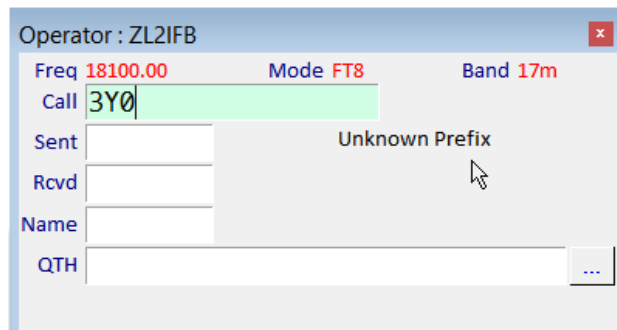 Operator : ZL2IFB x
Freq 18100.00 Mode FT8 Band 17m
Call 3Y0
Sent Unknown Prefix
Rcvd
Name
QTH ...